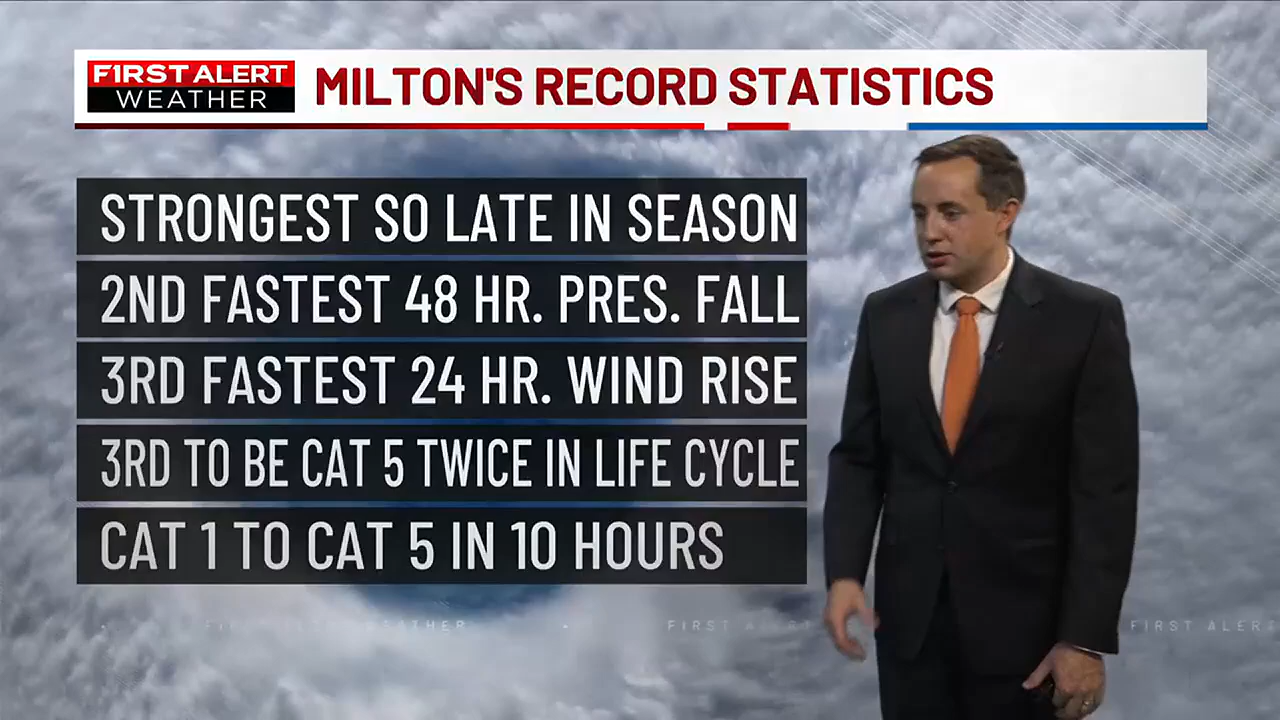 FIRST ALERT
WEATHER
MILTON'S RECORD STATISTICS
STRONGEST SO LATE IN SEASON
2ND FASTEST 48 HR. PRES. FALL
3RD FASTEST 24 HR. WIND RISE
3RD TO BE CAT 5 TWICE IN LIFE CYCLE
CAT 1 TO CAT 5 IN 10 HOURS
FIRST ALERT WEATHER
FIRST ALERT
FIRST ALERT